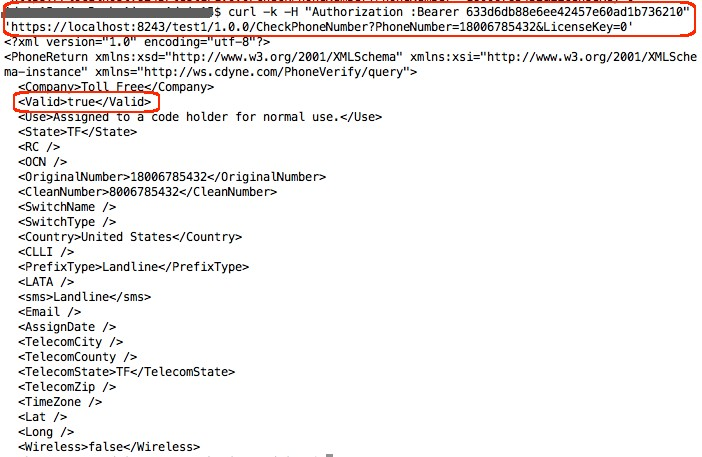 $ curl -k -H "Authorization :Bearer 633d6db88e6ee42457e60ad1b736210"
'https://localhost:8243/test1/1.0.0/CheckPhoneNumber?PhoneNumber=18006785432&LicenseKey=0'
<?xml version="1.0" encoding="utf-8"?>
<PhoneReturn xmlns:xsd="http://www.w3.org/2001/XMLSchema" xmlns:xsi="http://www.w3.org/2001/XMLSche
ma-instance" xmlns="http://ws.cdyne.com/PhoneVerify/query">
  <Company>Toll Free</Company>
  <Valid>true</Valid>
  <Use>Assigned to a code holder for normal use.</Use>
  <State>TF</State>
  <RC />
  <OCN />
  <OriginalNumber>18006785432</OriginalNumber>
  <CleanNumber>8006785432</CleanNumber>
  <SwitchName />
  <SwitchType />
  <Country>United States</Country>
  <CLLI />
  <PrefixType>Landline</PrefixType>
  <LATA />
  <sms>Landline</sms>
  <Email />
  <AssignDate />
  <TelecomCity />
  <TelecomCounty />
  <TelecomState>TF</TelecomState>
  <TelecomZip />
  <TimeZone />
  <Lat />
  <Long />
  <Wireless>false</Wireless>